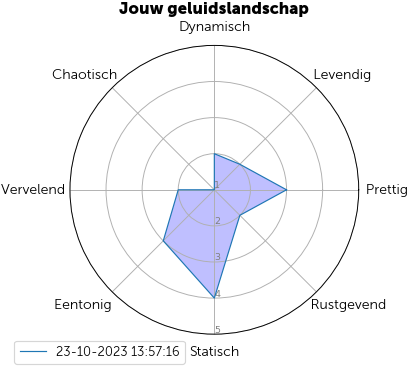 Jouw geluidslandschap
Dynamisch
Chaotisch
Levendig
Vervelend
1
Prettig
2
3
4
Eentonig
Rustgevend
5
23-10-2023 13:57:16
Statisch